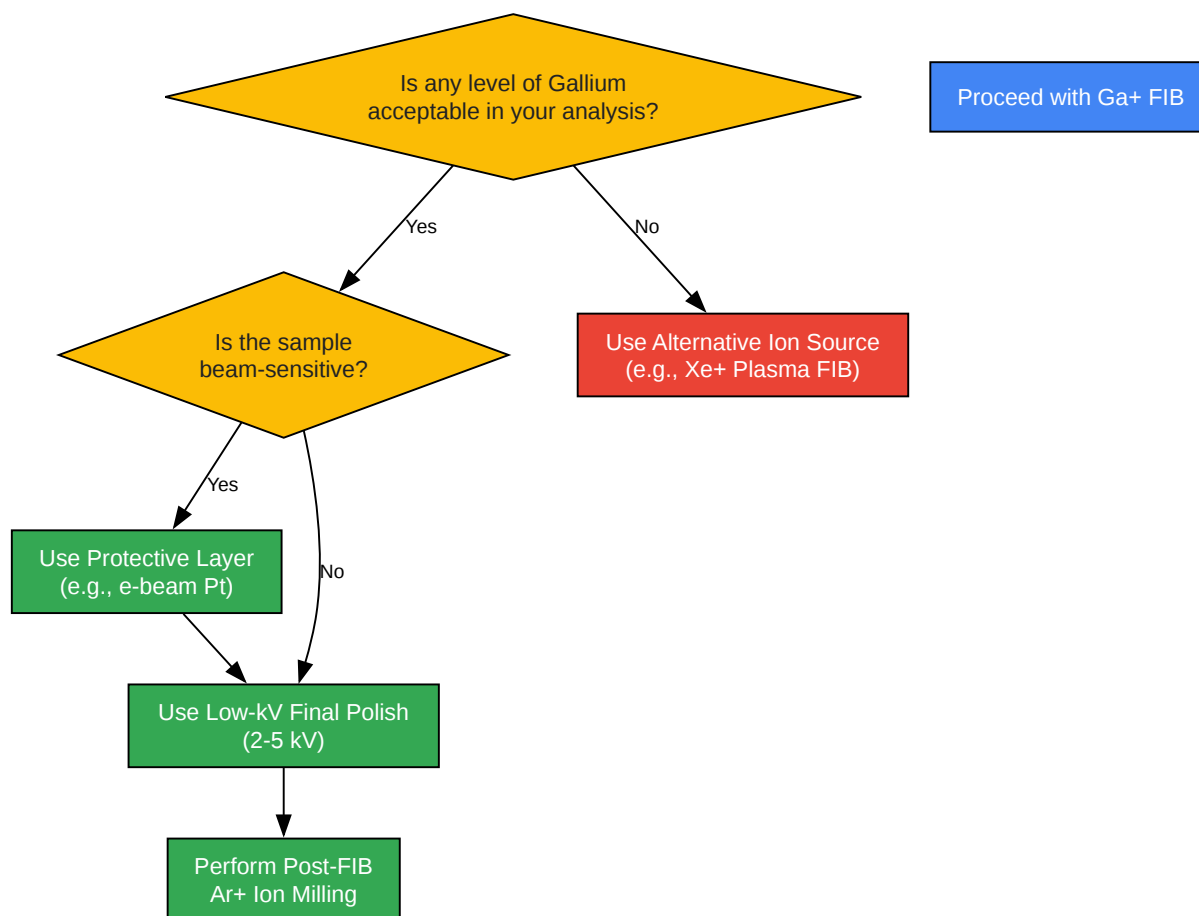 Is any level of Gallium
acceptable in your analysis?
Proceed with Ga+ FIB
Yes
No
Is the sample
beam-sensitive?
Use Alternative Ion Source
(e.g., Xe+ Plasma FIB)
Yes
No
Use Protective Layer
(e.g., e-beam Pt)
Use Low-kV Final Polish
(2-5 kV)
Perform Post-FIB
Ar+ Ion Milling